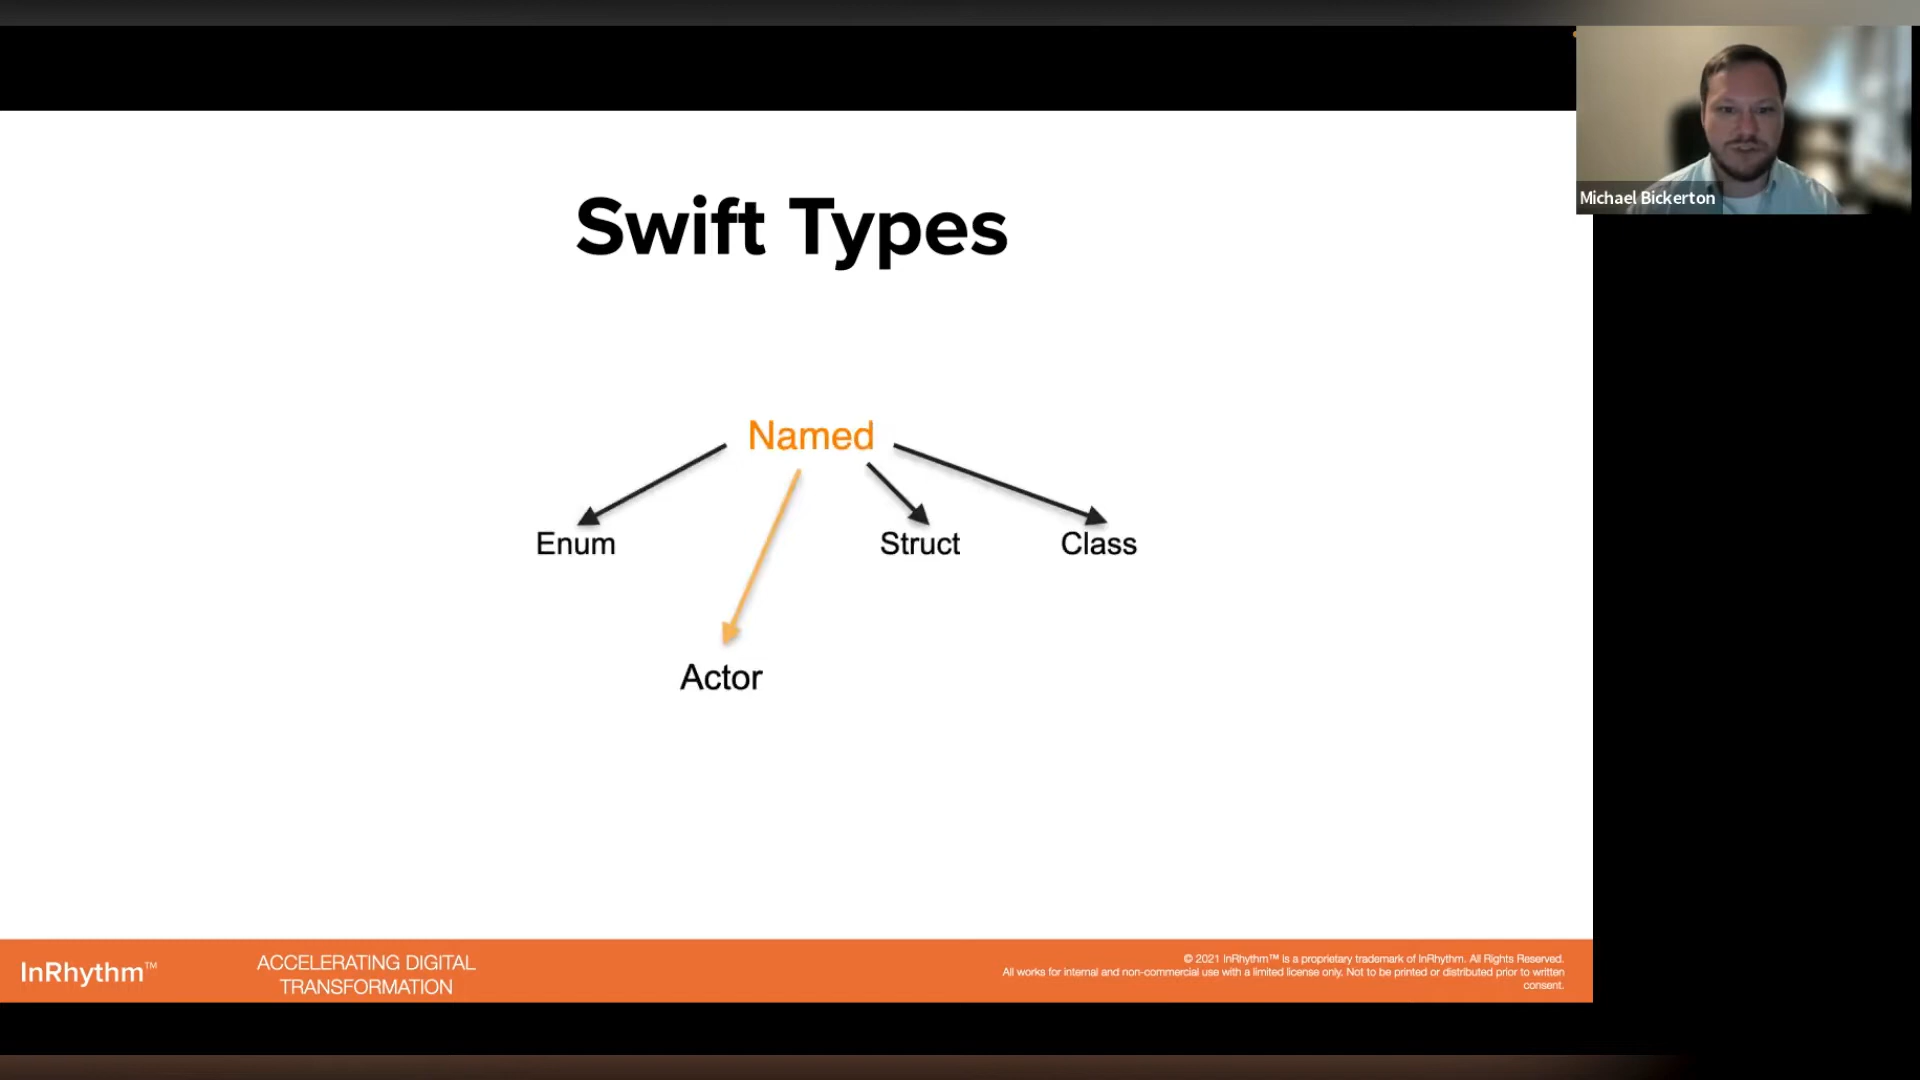 Michael Bickerton
Swift Types
Named
Enum
Struct
Class
Actor
InRhythm™
ACCELERATING DIGITAL
TRANSFORMATION
© 2021 InRhythm™ is a proprietary trademark of InRhythm. All Rights Reserved.
All works for internal and non-commercial use with a limited license only. Not to be printed or distributed prior to written
consent.